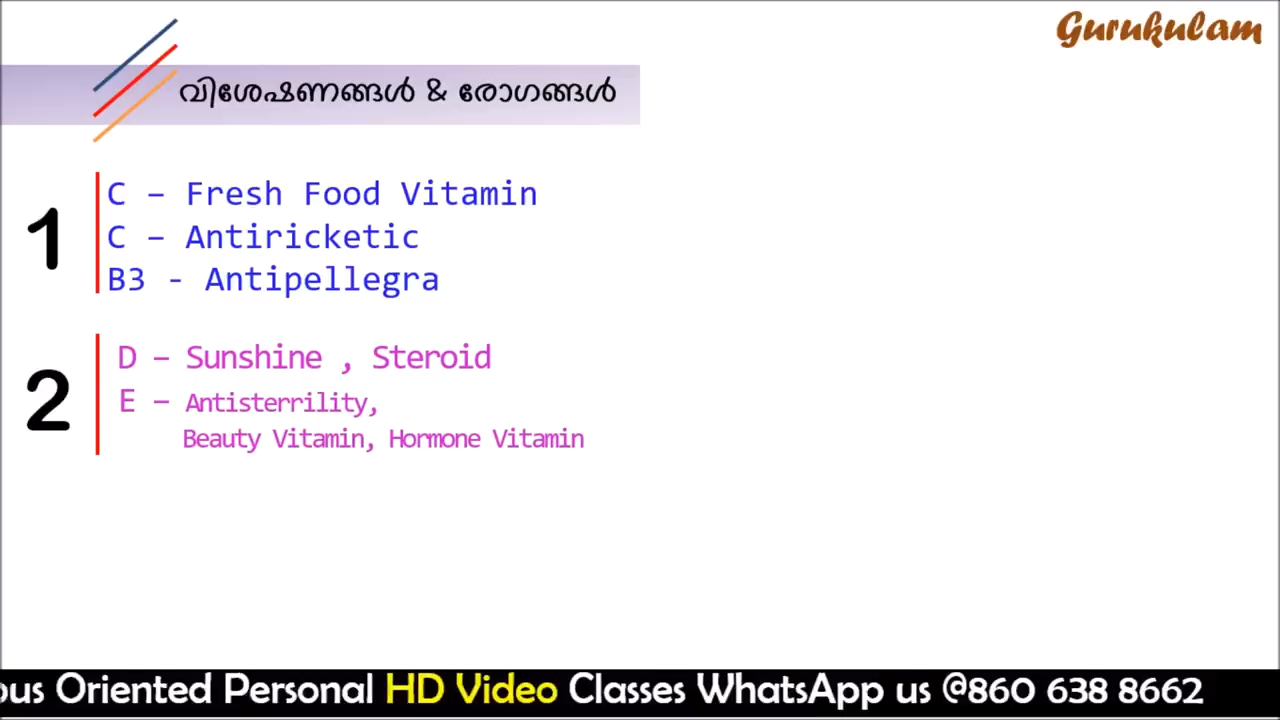 Gurukulam
വിശേഷണങ്ങൾ & രോഗങ്ങൾ
1
C – Fresh Food Vitamin
C – Antiricketic
B3 - Antipellegra
2
D – Sunshine , Steroid
E – Antisterrility,
Beauty Vitamin, Hormone Vitamin
ous Oriented Personal HD Video Classes WhatsApp us @860 638 8662